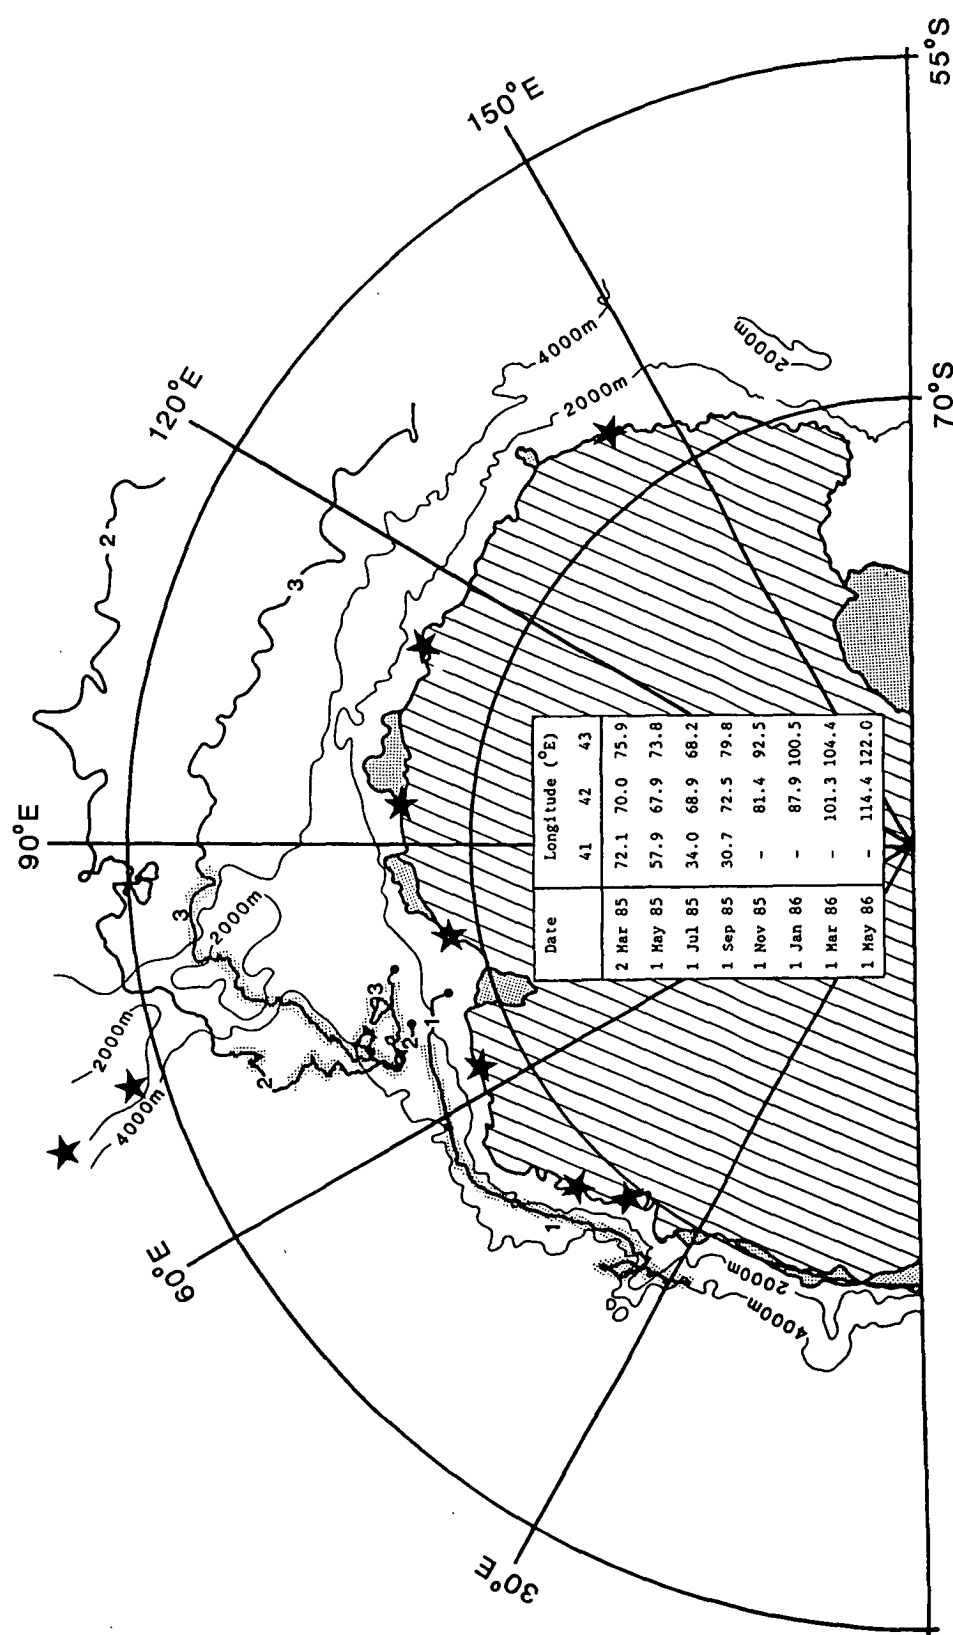 55°S
150°E
70°S
120°E
4000m
2000m
2000m
2
3
90°E
3
2000m
2000m
4000m
2
3
2
1
60°E
1
30°E
2000m
4000m
Date Longitude (°E)
41 42 43
2 Mar 85 72.1 70.0 75.9
1 May 85 57.9 67.9 73.8
1 Jul 85 34.0 68.9 68.2
1 Sep 85 30.7 72.5 79.8
1 Nov 85 - 81.4 92.5
1 Jan 86 - 87.9 100.5
1 Mar 86 - 101.3 104.4
1 May 86 - 114.4 122.0